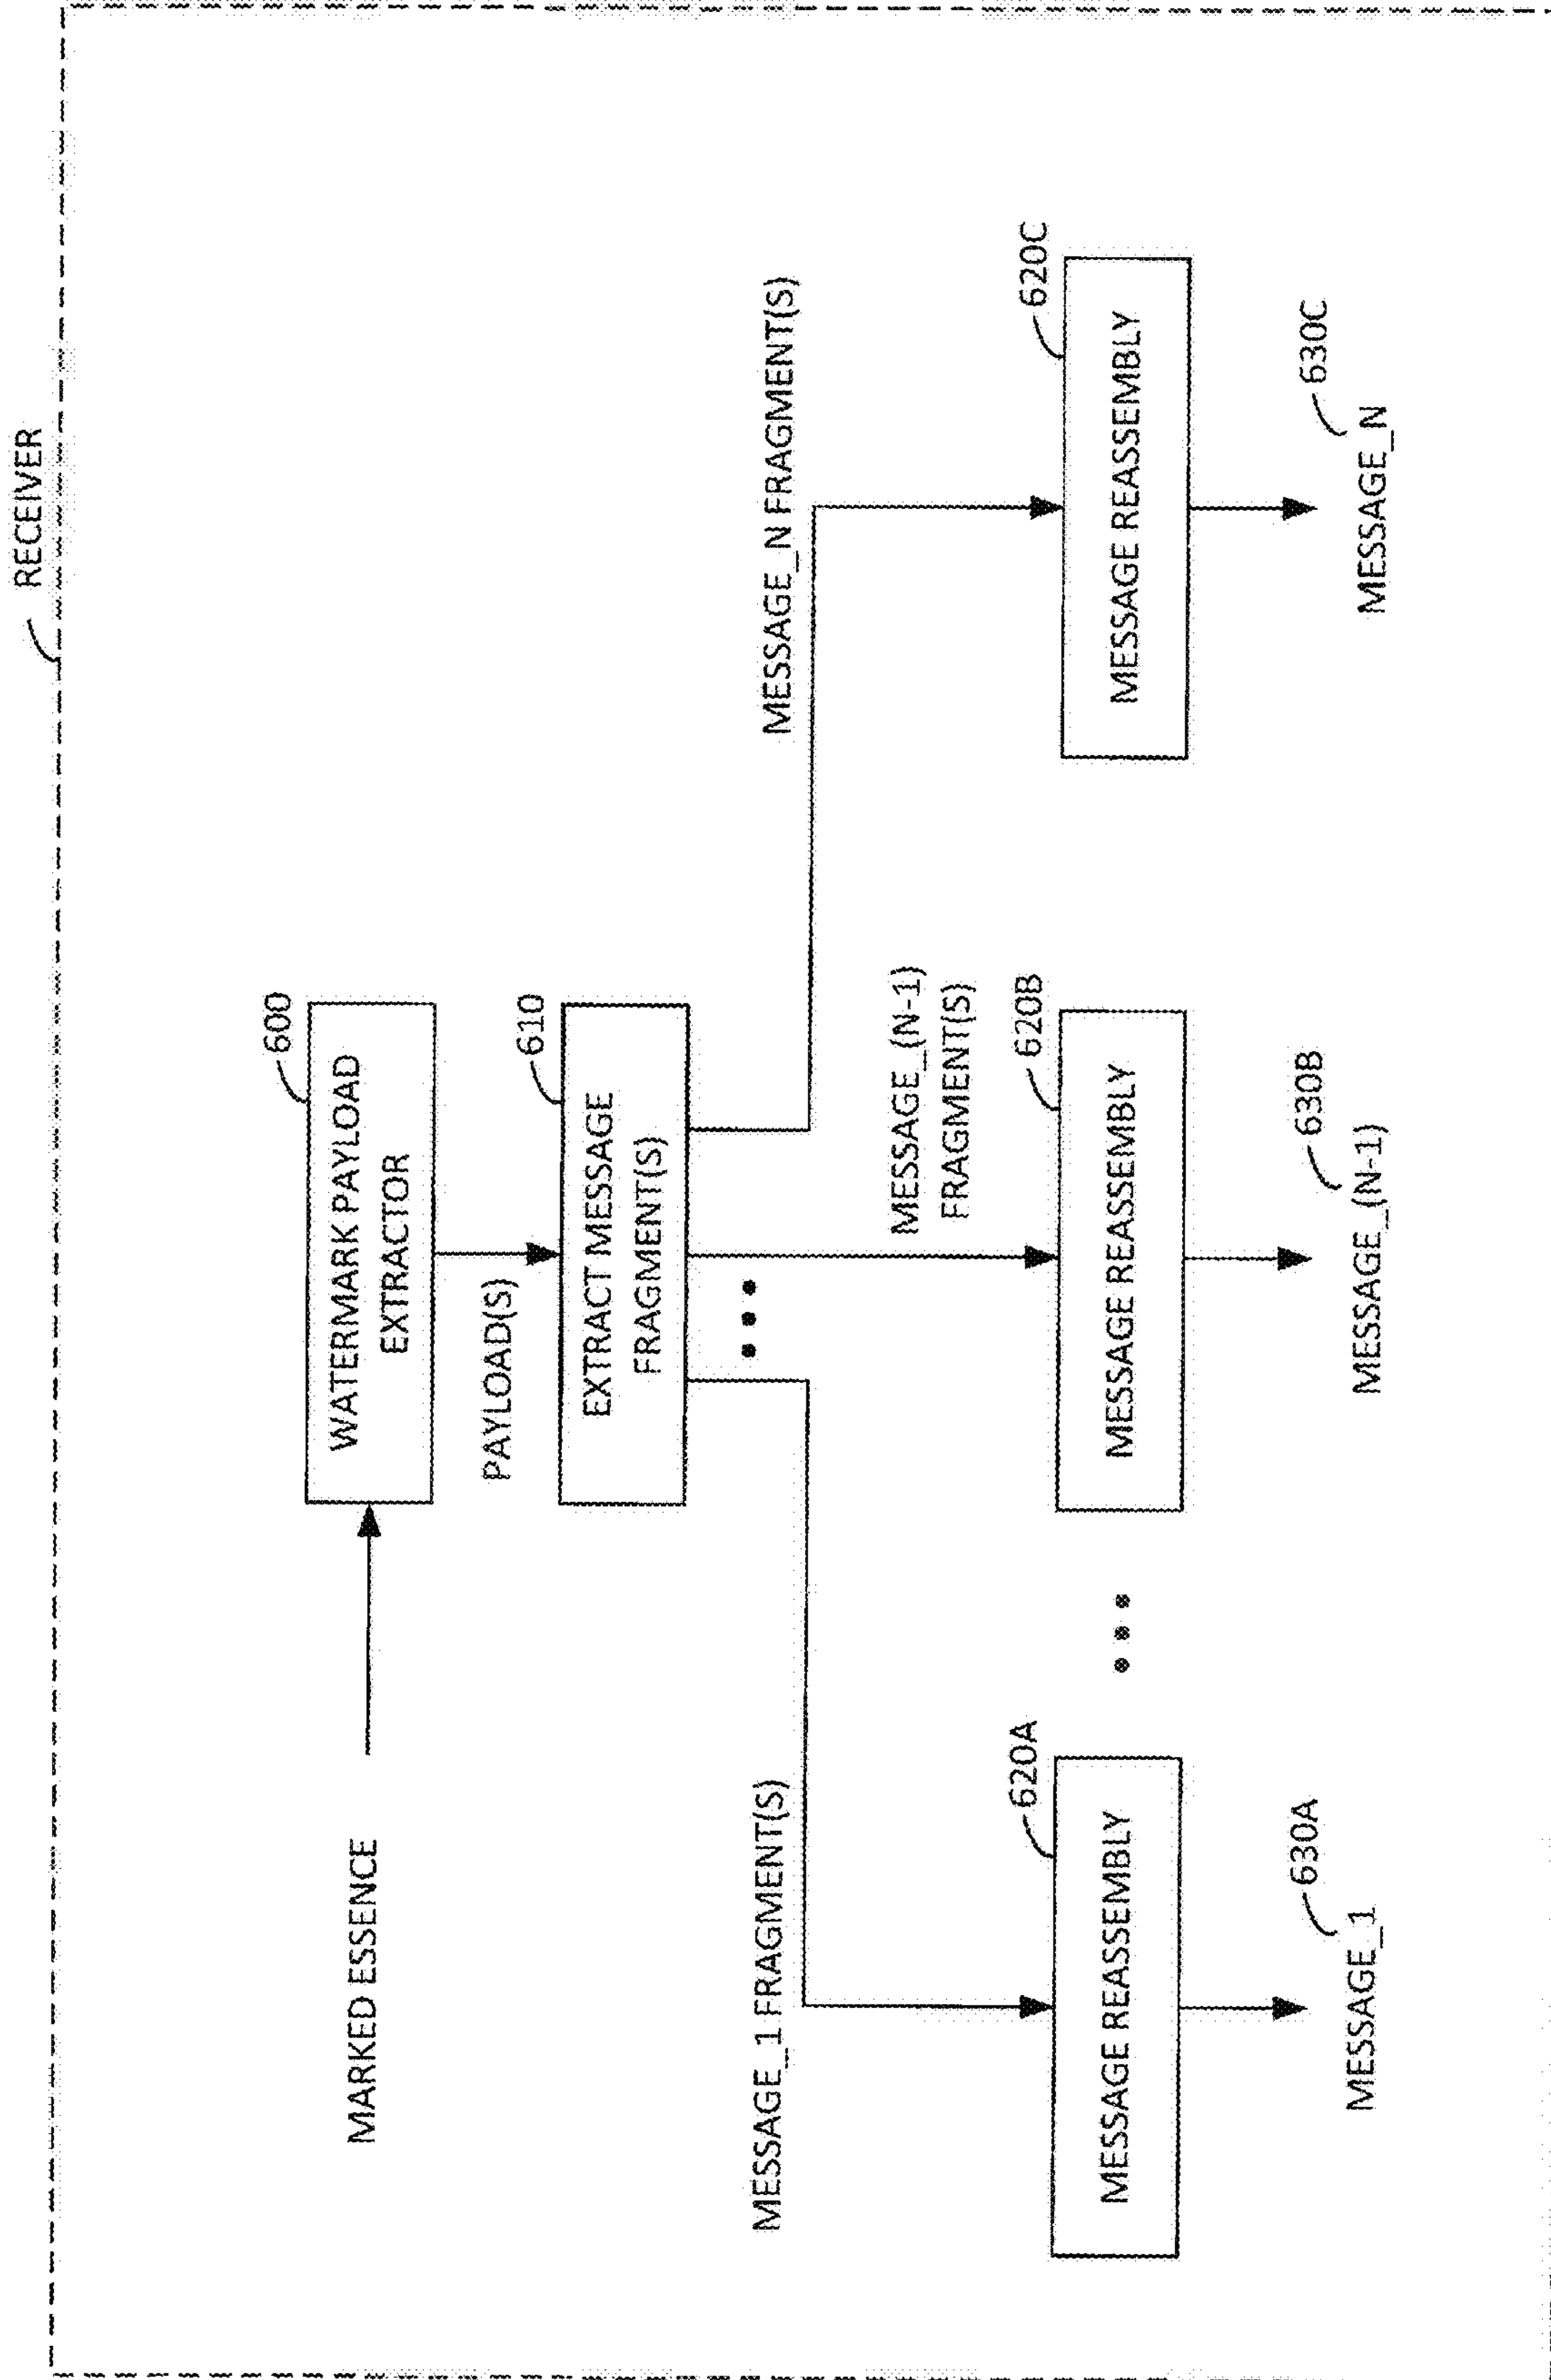 RECEIVER
600
MARKED ESSENCE
WATERMARK PAYLOAD
EXTRACTOR
PAYLOAD(S)
610
EXTRACT MESSAGE
FRAGMENT(S)
MESSAGE_1 FRAGMENT(S)
MESSAGE_N FRAGMENT(S)
MESSAGE_(N-1)
FRAGMENT(S)
620A
620B
620C
MESSAGE REASSEMBLY
MESSAGE REASSEMBLY
MESSAGE REASSEMBLY
630A
630B
630C
MESSAGE_1
MESSAGE_(N-1)
MESSAGE_N